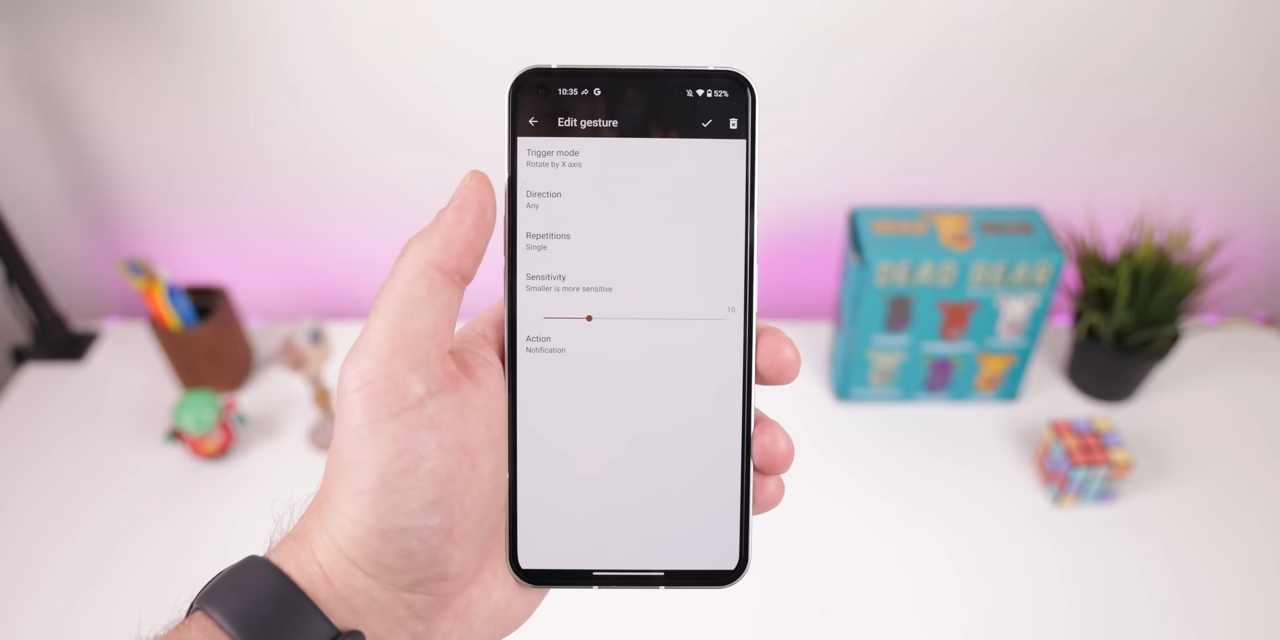 10:35 G 52%
Edit gesture
Trigger mode
Rotate by X axis
Direction
Any
Repetitions
Single
Sensitivity
Smaller is more sensitive
10
Action
Notification
DEAD BEAR